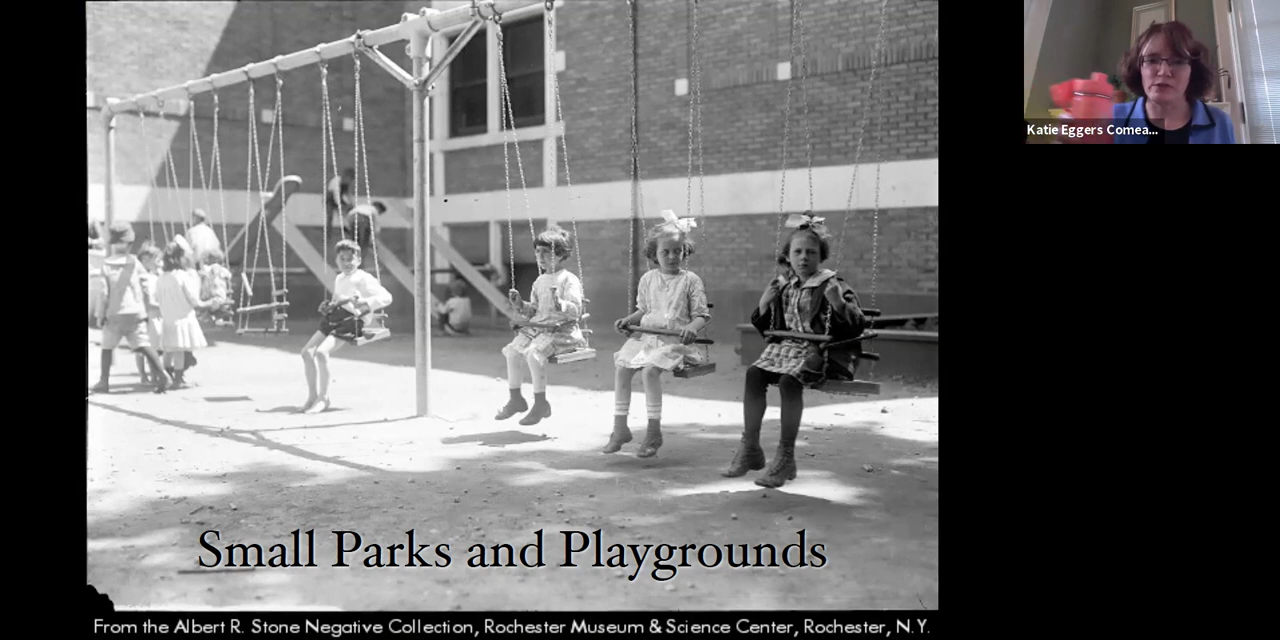 Katie Eggers Comea...
Small Parks and Playgrounds
From the Albert R. Stone Negative Collection, Rochester Museum & Science Center, Rochester, N.Y.